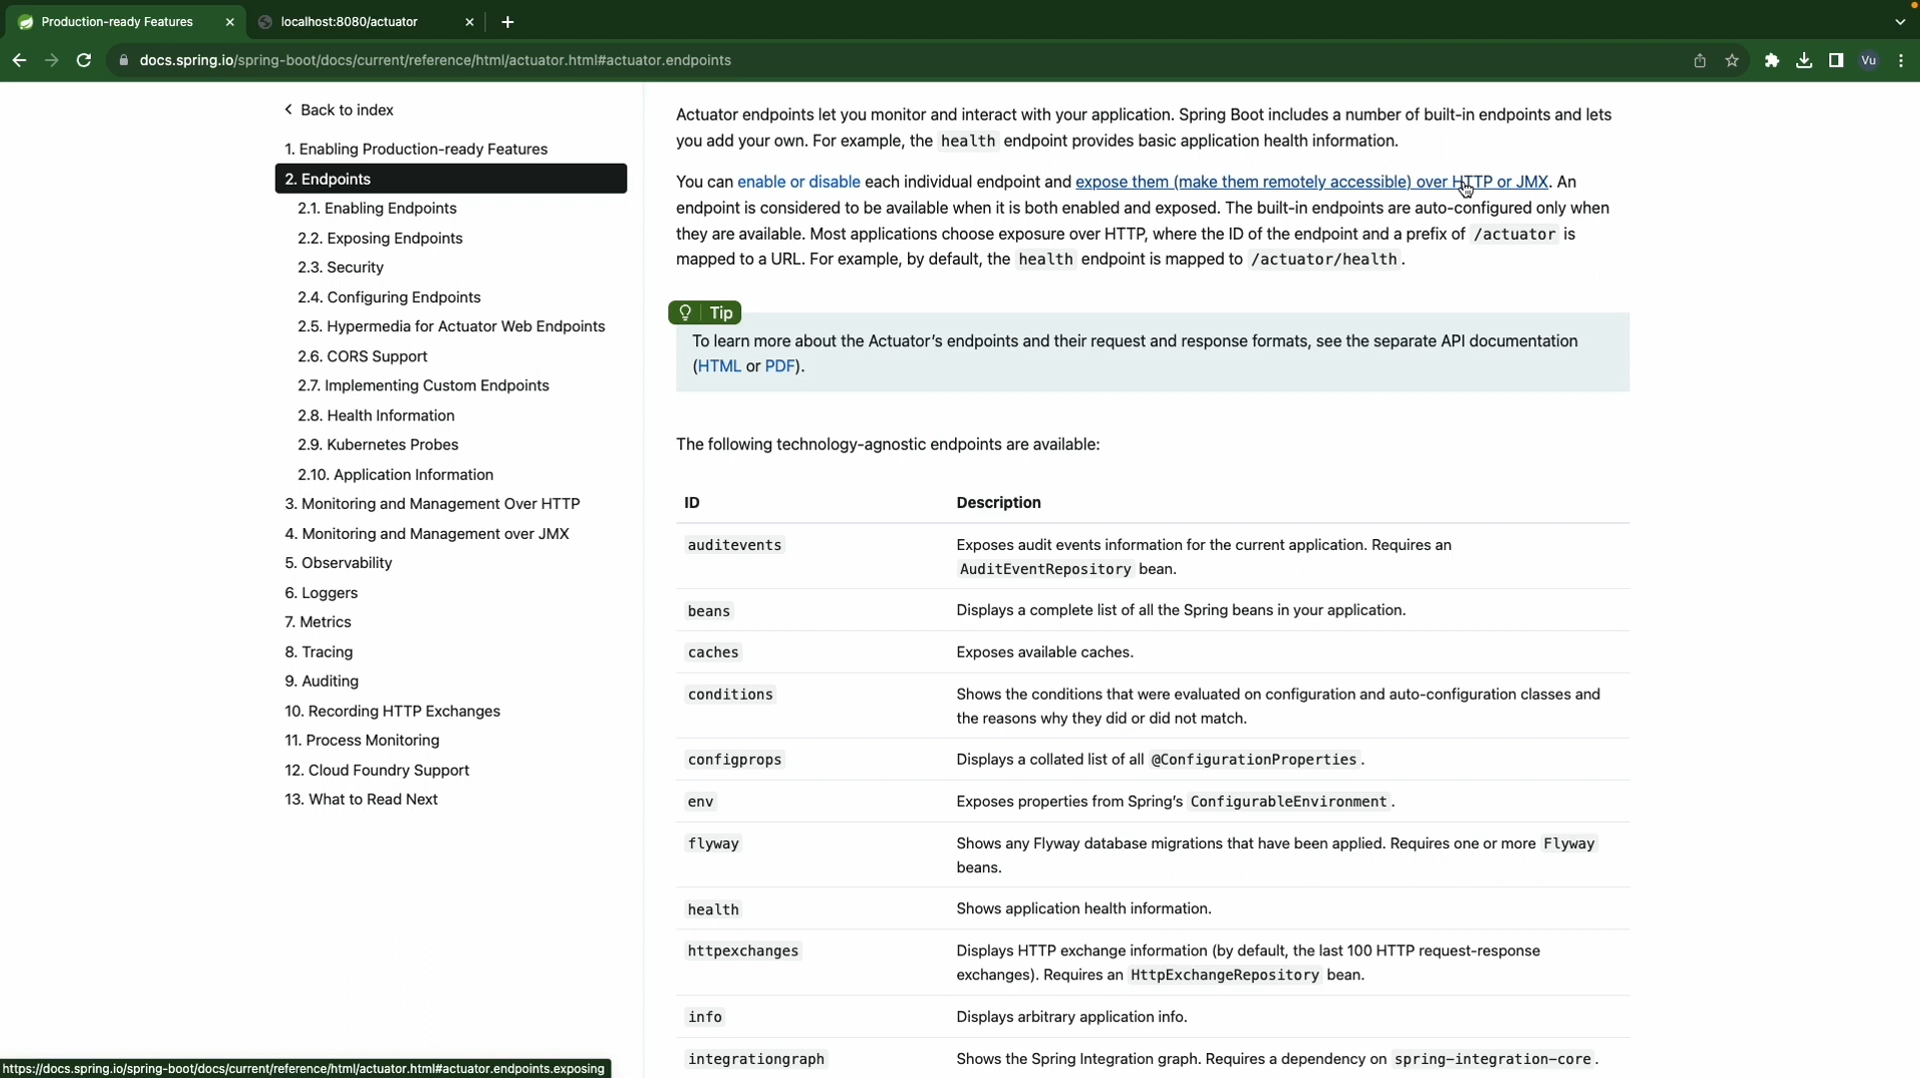 Production-ready Features
localhost:8080/actuator
docs.spring.io/spring-boot/docs/current/reference/html/actuator.html#actuator.endpoints
Vu
Back to index
1. Enabling Production-ready Features
2. Endpoints
2.1. Enabling Endpoints
2.2. Exposing Endpoints
2.3. Security
2.4. Configuring Endpoints
2.5. Hypermedia for Actuator Web Endpoints
2.6. CORS Support
2.7. Implementing Custom Endpoints
2.8. Health Information
2.9. Kubernetes Probes
2.10. Application Information
3. Monitoring and Management Over HTTP
4. Monitoring and Management over JMX
5. Observability
6. Loggers
7. Metrics
8. Tracing
9. Auditing
10. Recording HTTP Exchanges
11. Process Monitoring
12. Cloud Foundry Support
13. What to Read Next
Actuator endpoints let you monitor and interact with your application. Spring Boot includes a number of built-in endpoints and lets
you add your own. For example, the health endpoint provides basic application health information.
You can enable or disable each individual endpoint and expose them (make them remotely accessible) over HTTP or JMX. An
endpoint is considered to be available when it is both enabled and exposed. The built-in endpoints are auto-configured only when
they are available. Most applications choose exposure over HTTP, where the ID of the endpoint and a prefix of /actuator is
mapped to a URL. For example, by default, the health endpoint is mapped to /actuator/health.
Tip
To learn more about the Actuator's endpoints and their request and response formats, see the separate API documentation
(HTML or PDF).
The following technology-agnostic endpoints are available:
ID Description
auditevents Exposes audit events information for the current application. Requires an
AuditEventRepository bean.
beans Displays a complete list of all the Spring beans in your application.
caches Exposes available caches.
conditions Shows the conditions that were evaluated on configuration and auto-configuration classes and
the reasons why they did or did not match.
configprops Displays a collated list of all @ConfigurationProperties.
env Exposes properties from Spring's ConfigurableEnvironment.
flyway Shows any Flyway database migrations that have been applied. Requires one or more Flyway
beans.
health Shows application health information.
httpexchanges Displays HTTP exchange information (by default, the last 100 HTTP request-response
exchanges). Requires an HttpExchangeRepository bean.
info Displays arbitrary application info.
integrationgraph Shows the Spring Integration graph. Requires a dependency on spring-integration-core.
https://docs.spring.io/spring-boot/docs/current/reference/html/actuator.html#actuator.endpoints.exposing